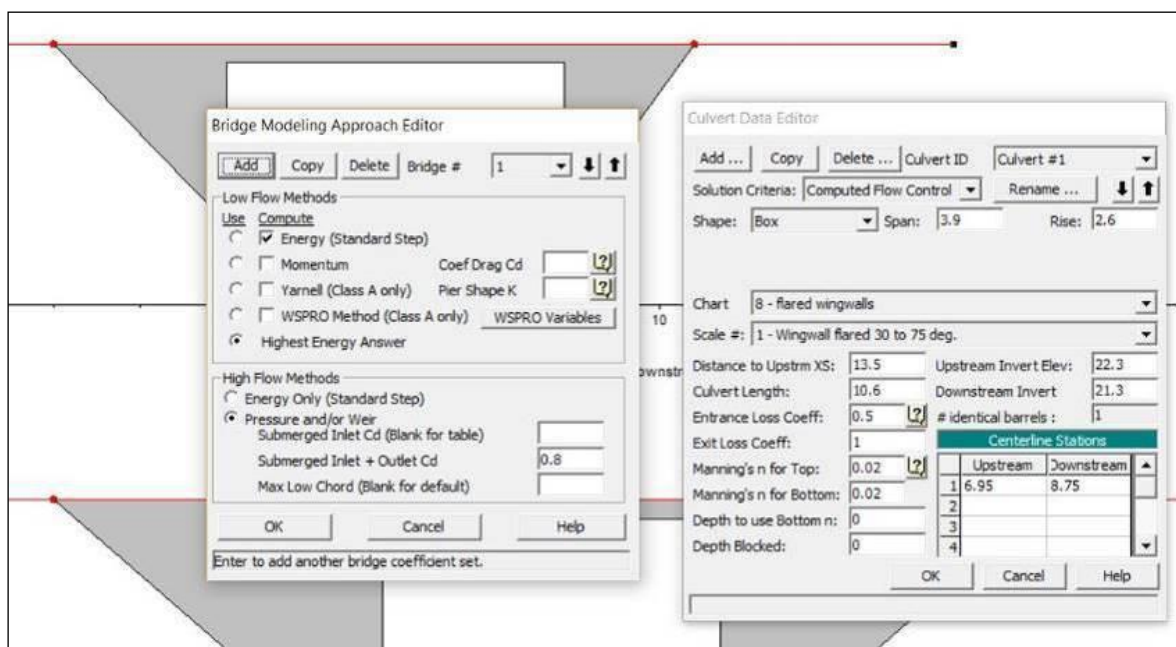 Bridge Modeling Approach Editor
Add Copy Delete Bridge # 1
Low Flow Methods
Use Compute
Energy (Standard Step)
Momentum Coef Drag Cd
Yarnell (Class A only) Pier Shape K
WSPRO Method (Class A only) WSPRO Variables
Highest Energy Answer
High Flow Methods
Energy Only (Standard Step)
Pressure and/or Weir
Submerged Inlet Cd (Blank for table)
Submerged Inlet + Outlet Cd 0.8
Max Low Chord (Blank for default)
OK Cancel Help
Enter to add another bridge coefficient set.
10
ownstr
Culvert Data Editor
Add ... Copy Delete ... Culvert ID Culvert #1
Solution Criteria: Computed Flow Control Rename ...
Shape: Box Span: 3.9 Rise: 2.6
Chart 8 - flared wingwalls
Scale #: 1 - Wingwall flared 30 to 75 deg.
Distance to Upstrm XS: 13.5 Upstream Invert Elev: 22.3
Culvert Length: 10.6 Downstream Invert 21.3
Entrance Loss Coeff: 0.5 # identical barrels : 1
Exit Loss Coeff: 1 Centerline Stations
Manning's n for Top: 0.02 Upstream Downstream
Manning's n for Bottom: 0.02 1 6.95 8.75
Depth to use Bottom n: 0 2
3
Depth Blocked: 0 4
OK Cancel Help